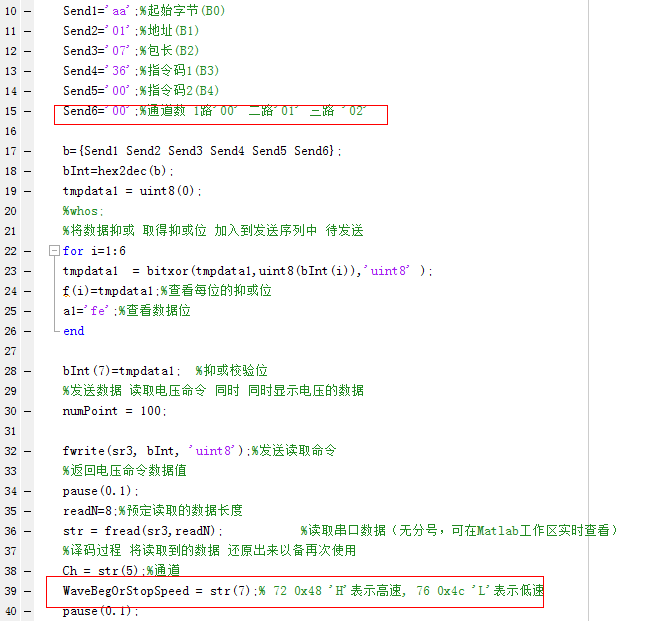 10 — Send1='aa';%起始字节(B0)
11 — Send2='01';%地址(B1)
12 — Send3='07';%包长(B2)
13 — Send4='36';%指令码1(B3)
14 — Send5='00';%指令码2(B4)
15 — Send6='00';%通道数 1路'00' 二路'01' 三路 '02'
16
17 — b={Send1 Send2 Send3 Send4 Send5 Send6};
18 — bInt=hex2dec(b);
19 — tmpdata1 = uint8(0);
20 %whos;
21 %将数据抑或 取得抑或位 加入到发送序列中 待发送
22 — for i=1:6
23 — tmpdata1 = bitxor(tmpdata1,uint8(bInt(i)),'uint8' );
24 — f(i)=tmpdata1;%查看每位的抑或位
25 — a1='fe';%查看数据位
26 — end
27
28 — bInt(7)=tmpdata1; %抑或校验位
29 %发送数据 读取电压命令 同时 同时显示电压的数据
30 — numPoint = 100;
31
32 — fwrite(sr3, bInt, 'uint8');%发送读取命令
33 %返回电压命令数据值
34 — pause(0.1);
35 — readN=8;%预定读取的数据长度
36 — str = fread(sr3,readN); %读取串口数据（无分号，可在Matlab工作区实时查看）
37 %译码过程 将读取到的数据 还原出来以备再次使用
38 — Ch = str(5);%通道
39 — WaveBegOrStopSpeed = str(7);% 72 0x48 'H'表示高速, 76 0x4c 'L'表示低速
40 — pause(0.1);